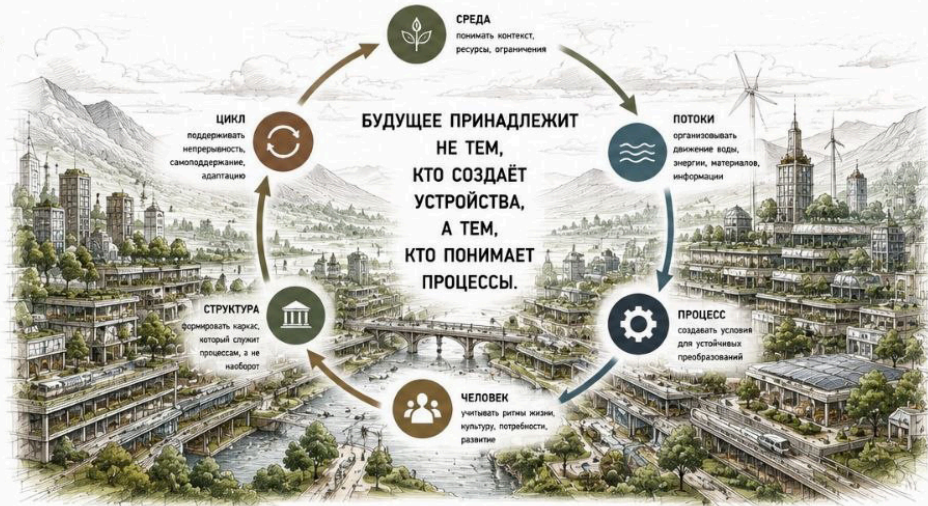 СРЕДА
понимать контекст,
ресурсы, ограничения
ПОТОКИ
организовывать
движение воды,
энергии, материалов,
информации
ПРОЦЕСС
создавать условия
для устойчивых
преобразований
ЧЕЛОВЕК
учитывать ритмы жизни,
культуру, потребности,
развитие
СТРУКТУРА
формировать каркас,
который служит
процессам, а не
наоборот
ЦИКЛ
поддерживать
непрерывность,
самоподдержание,
адаптацию
БУДУЩЕЕ ПРИНАДЛЕЖИТ
НЕ ТЕМ,
КТО СОЗДАЁТ
УСТРОЙСТВА,
А ТЕМ,
КТО ПОНИМАЕТ
ПРОЦЕССЫ.